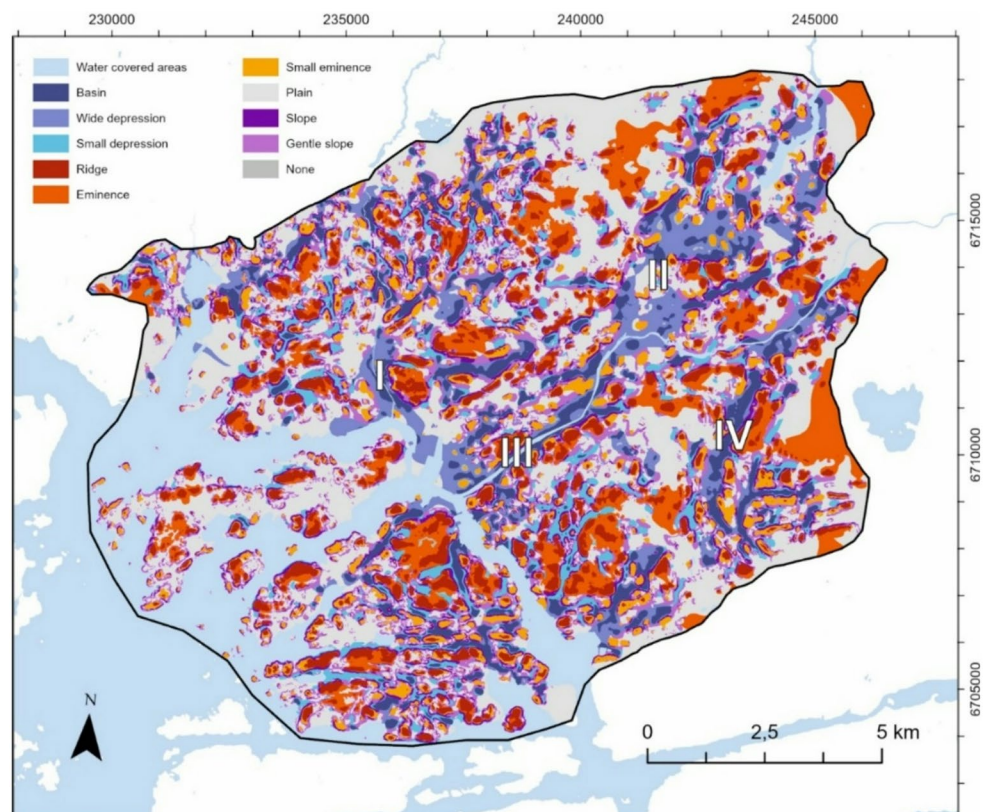 230000 235000 240000 245000
Water covered areas
Basin
Wide depression
Small depression
Ridge
Eminence
Small eminence
Plain
Slope
Gentle slope
None
6715000
II
I
IV
III
6710000
6705000
N
0 2,5 5 km